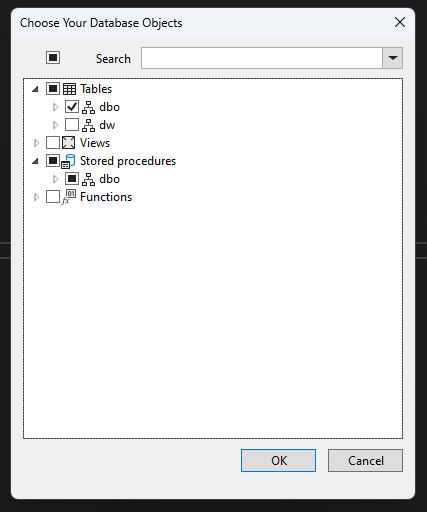 Choose Your Database Objects
Search
Tables
dbo
dw
Views
Stored procedures
dbo
Functions
OK
Cancel